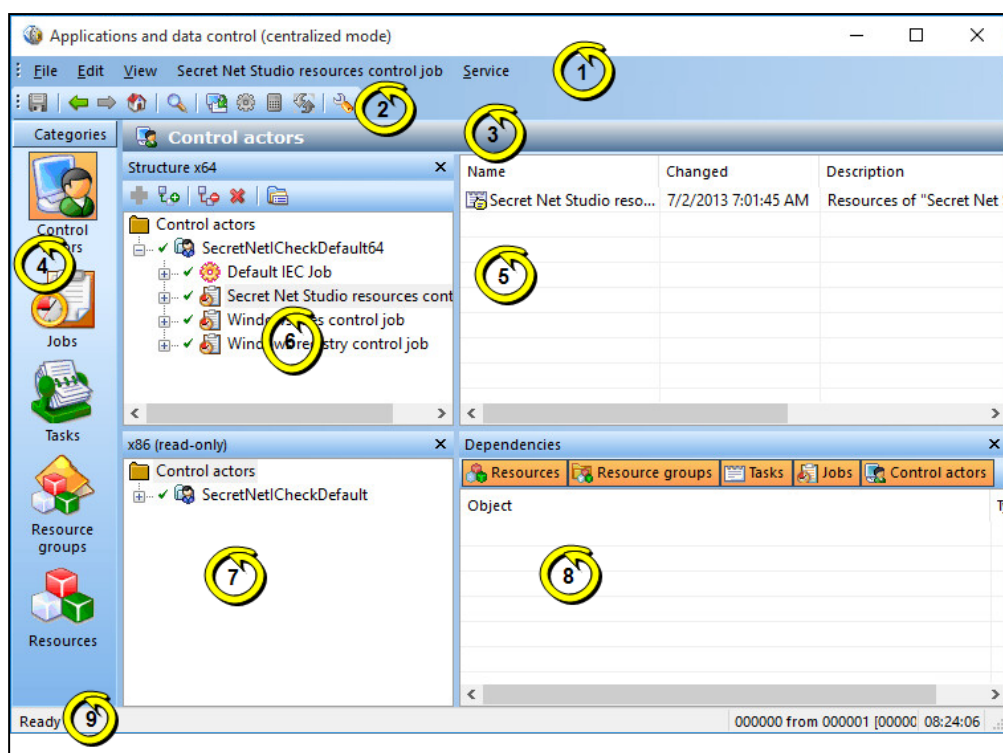 Applications and data control (centralized mode)
File Edit View Secret Net Studio resources control job Service
1
2
Categories
Control actors
3
Structure x64
Name Changed Description
Secret Net Studio reso... 7/2/2013 7:01:45 AM Resources of "Secret Net
Control actors
SecretNetICheckDefault64
Default IEC Job
Secret Net Studio resources cont
control job
control job
Control
4
5
6
Jobs
Tasks
x86 (read-only)
Control actors
SecretNetICheckDefault
Dependencies
Resources Resource groups Tasks Jobs Control actors
Object
7
8
Resource
groups
Resources
Ready
9
000000 from 000001 [00000 08:24:06